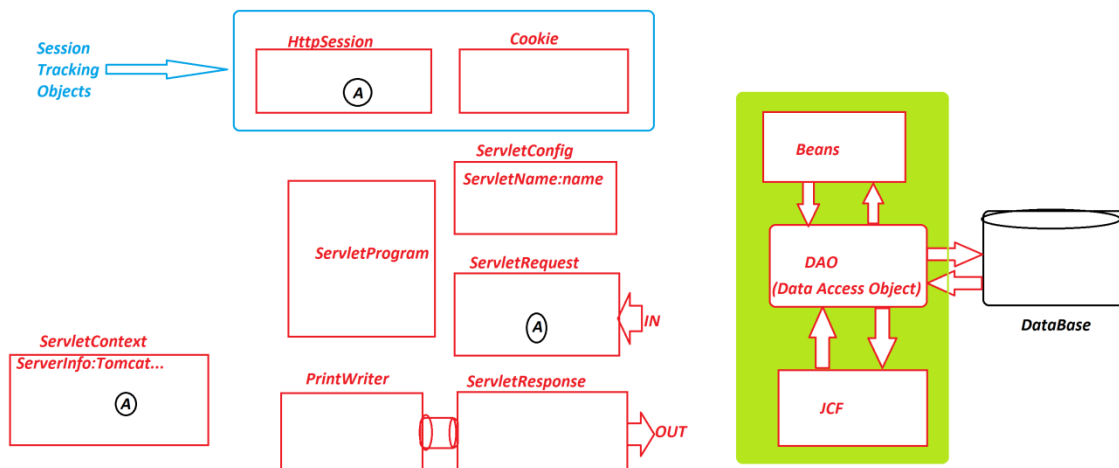 Session
Tracking
Objects
HttpSession
A
Cookie
ServletConfig
ServletName:name
ServletProgram
ServletRequest
A
IN
ServletContext
ServerInfo:Tomcat...
A
PrintWriter
ServletResponse
OUT
Beans
DAO
(Data Access Object)
JCF
DataBase